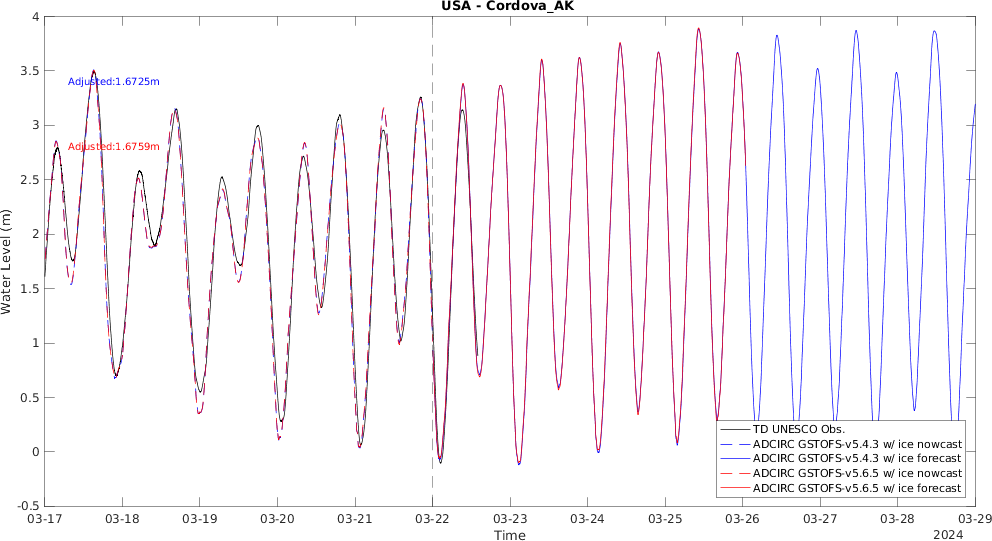 USA - Cordova_AK
4
3.5
3
2.5
2
1.5
1
0.5
0
-0.5
Water Level (m)
Adjusted:1.6725m
Adjusted:1.6759m
TD UNESCO Obs.
ADCIRC GSTOFS-v5.4.3 w/ ice nowcast
ADCIRC GSTOFS-v5.4.3 w/ ice forecast
ADCIRC GSTOFS-v5.6.5 w/ ice nowcast
ADCIRC GSTOFS-v5.6.5 w/ ice forecast
03-17 03-18 03-19 03-20 03-21 03-22 03-23 03-24 03-25 03-26 03-27 03-28 03-29
Time
2024